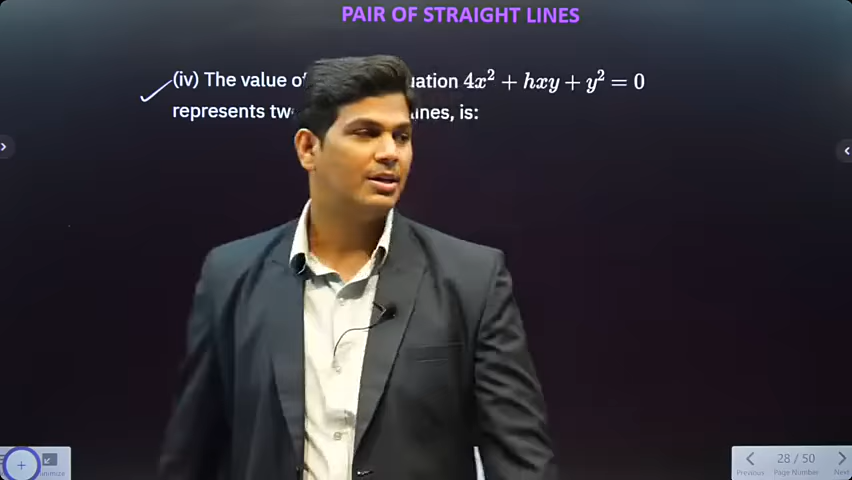 PAIR OF STRAIGHT LINES
(iv) The value of uation 4x² + hxy + y² = 0
represents tw ines, is:
28 / 50
Previous Page Number Next